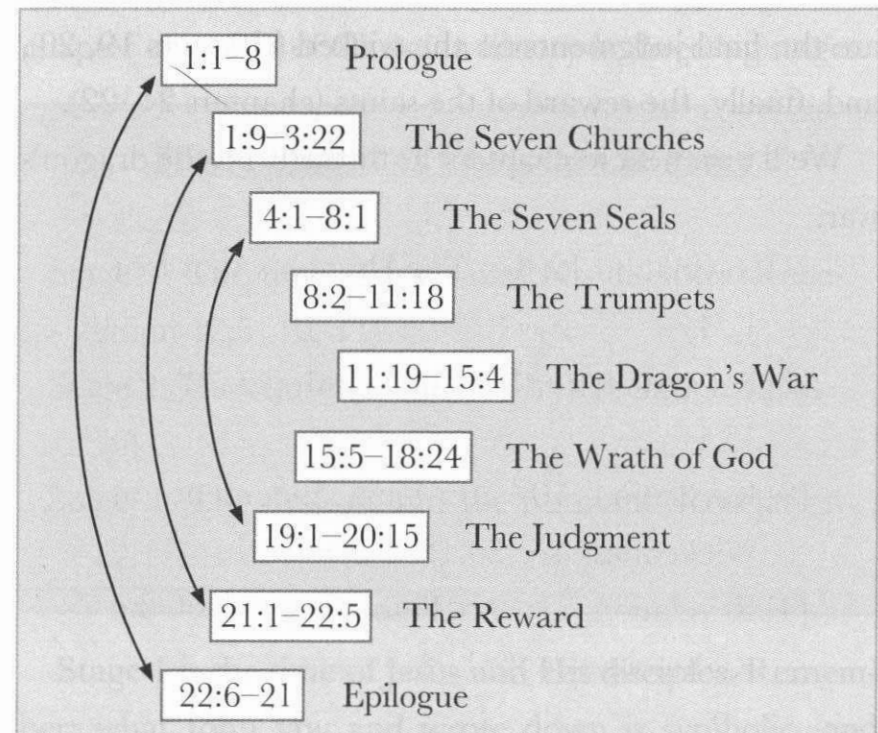 1:1–8 Prologue
1:9–3:22 The Seven Churches
4:1–8:1 The Seven Seals
8:2–11:18 The Trumpets
11:19–15:4 The Dragon's War
15:5–18:24 The Wrath of God
19:1–20:15 The Judgment
21:1–22:5 The Reward
22:6–21 Epilogue